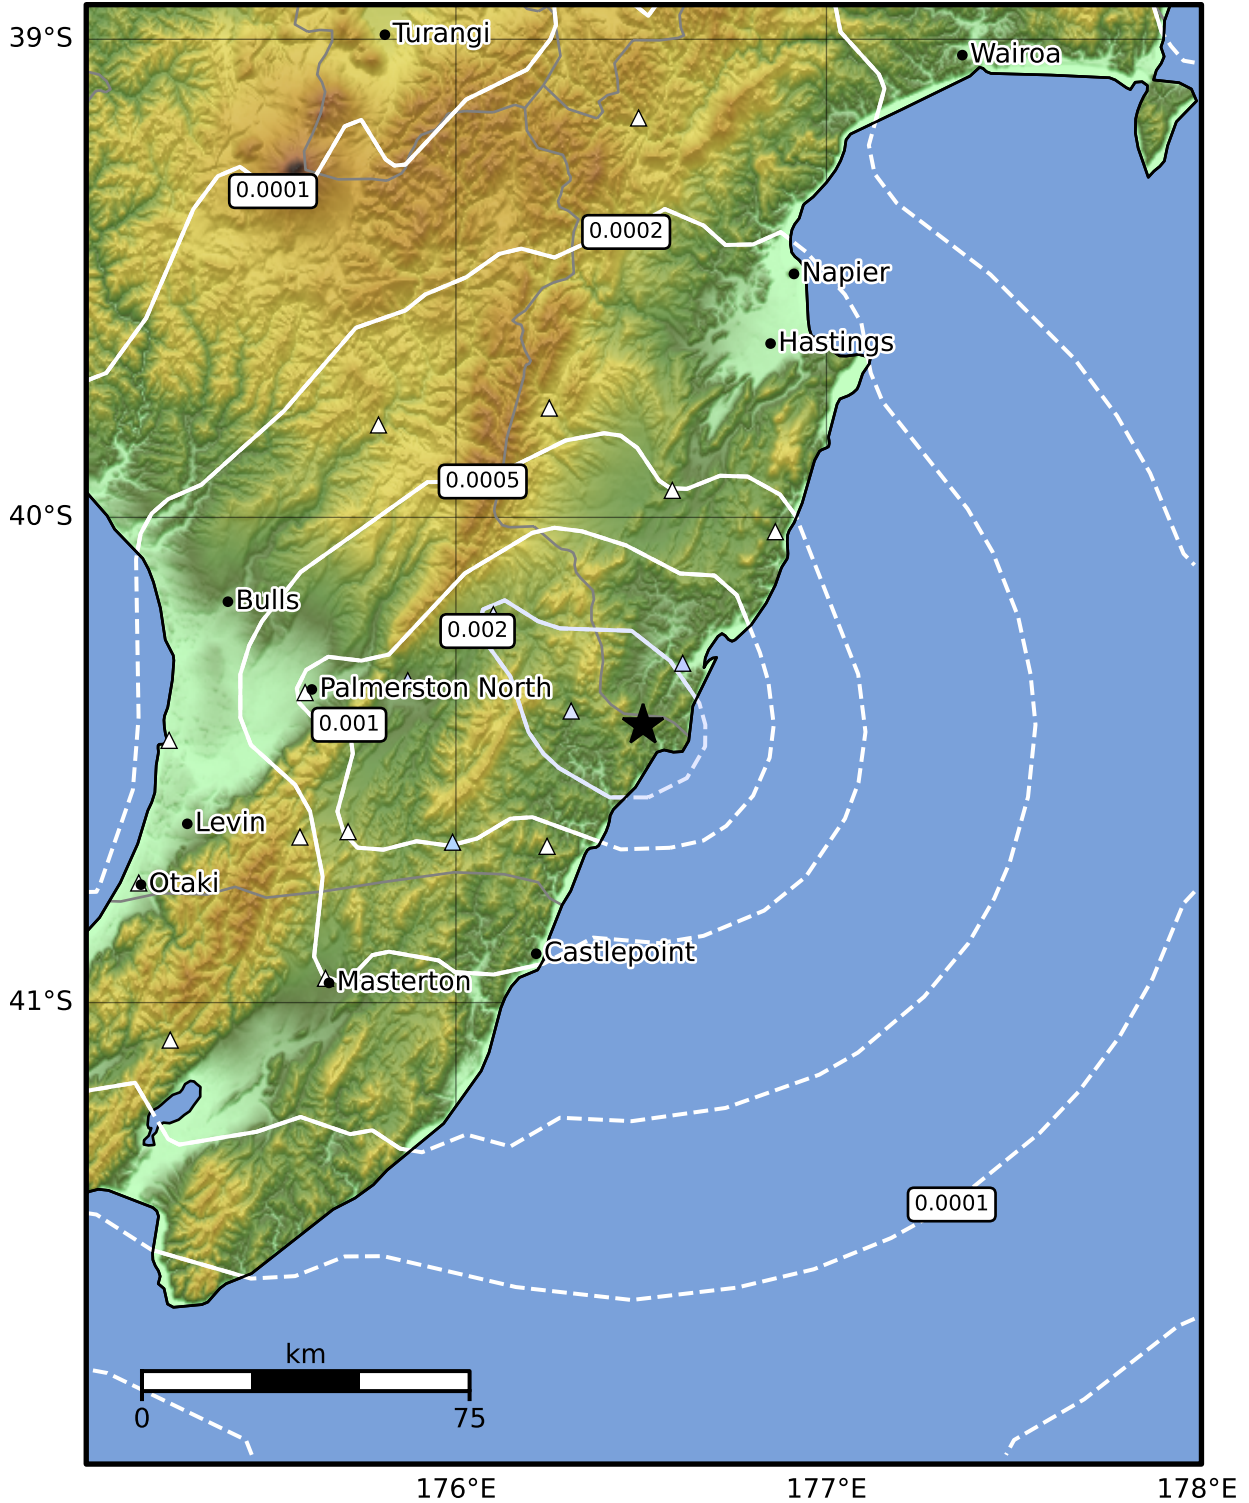 39°S
Turangi
Wairoa
0.0001
0.0002
Napier
Hastings
0.0005
40°S
Bulls
0.002
Palmerston North
0.001
Levin
Otaki
Castlepoint
Masterton
41°S
0.0001
km
0 75
176°E 177°E 178°E